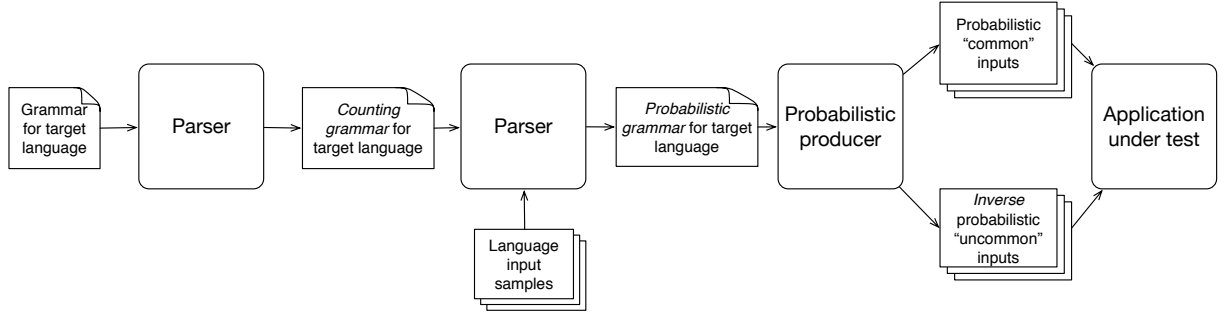 Grammar
for target
language
Parser
Counting
grammar for
target language
Parser
Language
input
samples
Probabilistic
grammar for target
language
Probabilistic
producer
Probabilistic
“common”
inputs
Inverse
probabilistic
“uncommon”
inputs
Application
under test